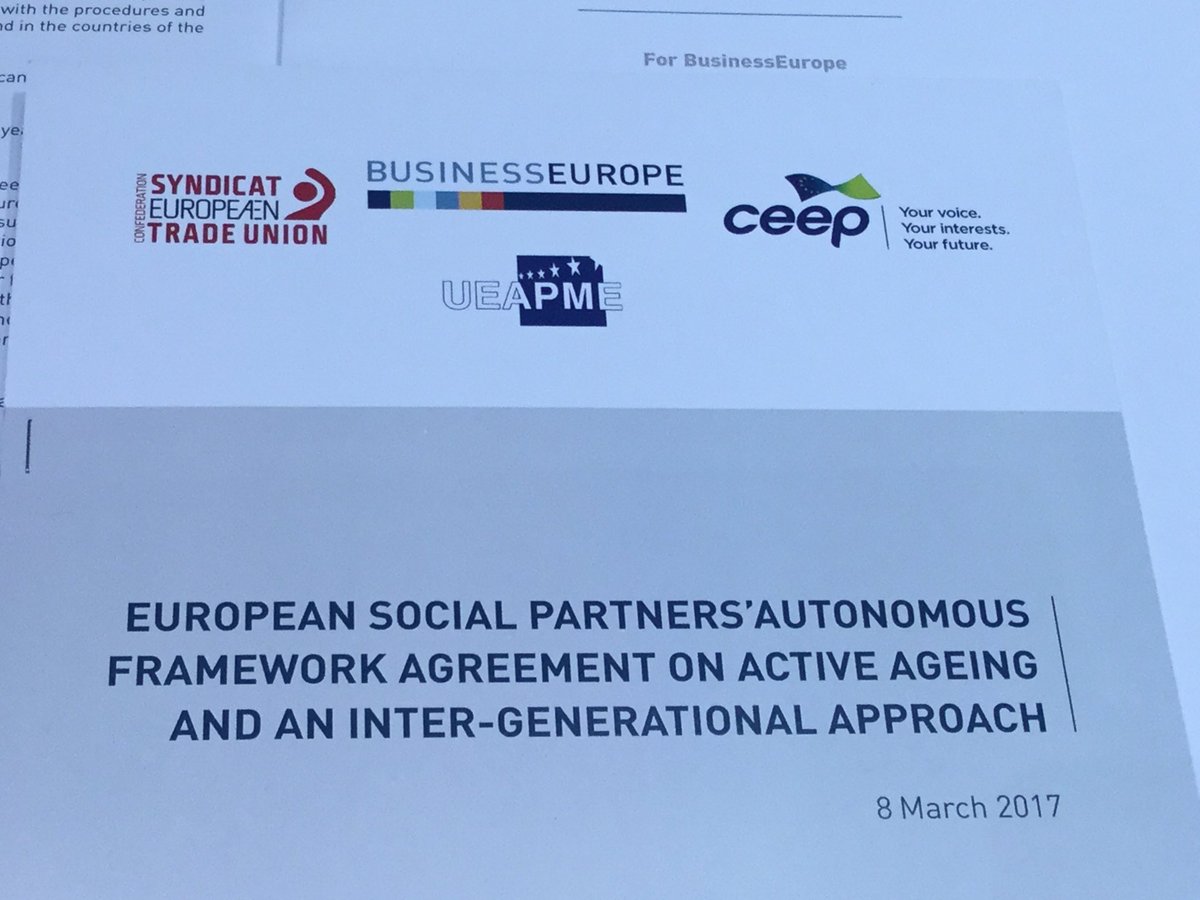 with the procedures and
nd in the countries of the
can
For BusinessEurope
CONFEDERATION
SYNDICAT
EUROPEÆN
TRADE UNION
BUSINESSEUROPE
ceep
Your voice.
Your interests.
Your future.
UEAPME
EUROPEAN SOCIAL PARTNERS'AUTONOMOUS
FRAMEWORK AGREEMENT ON ACTIVE AGEING
AND AN INTER-GENERATIONAL APPROACH
8 March 2017